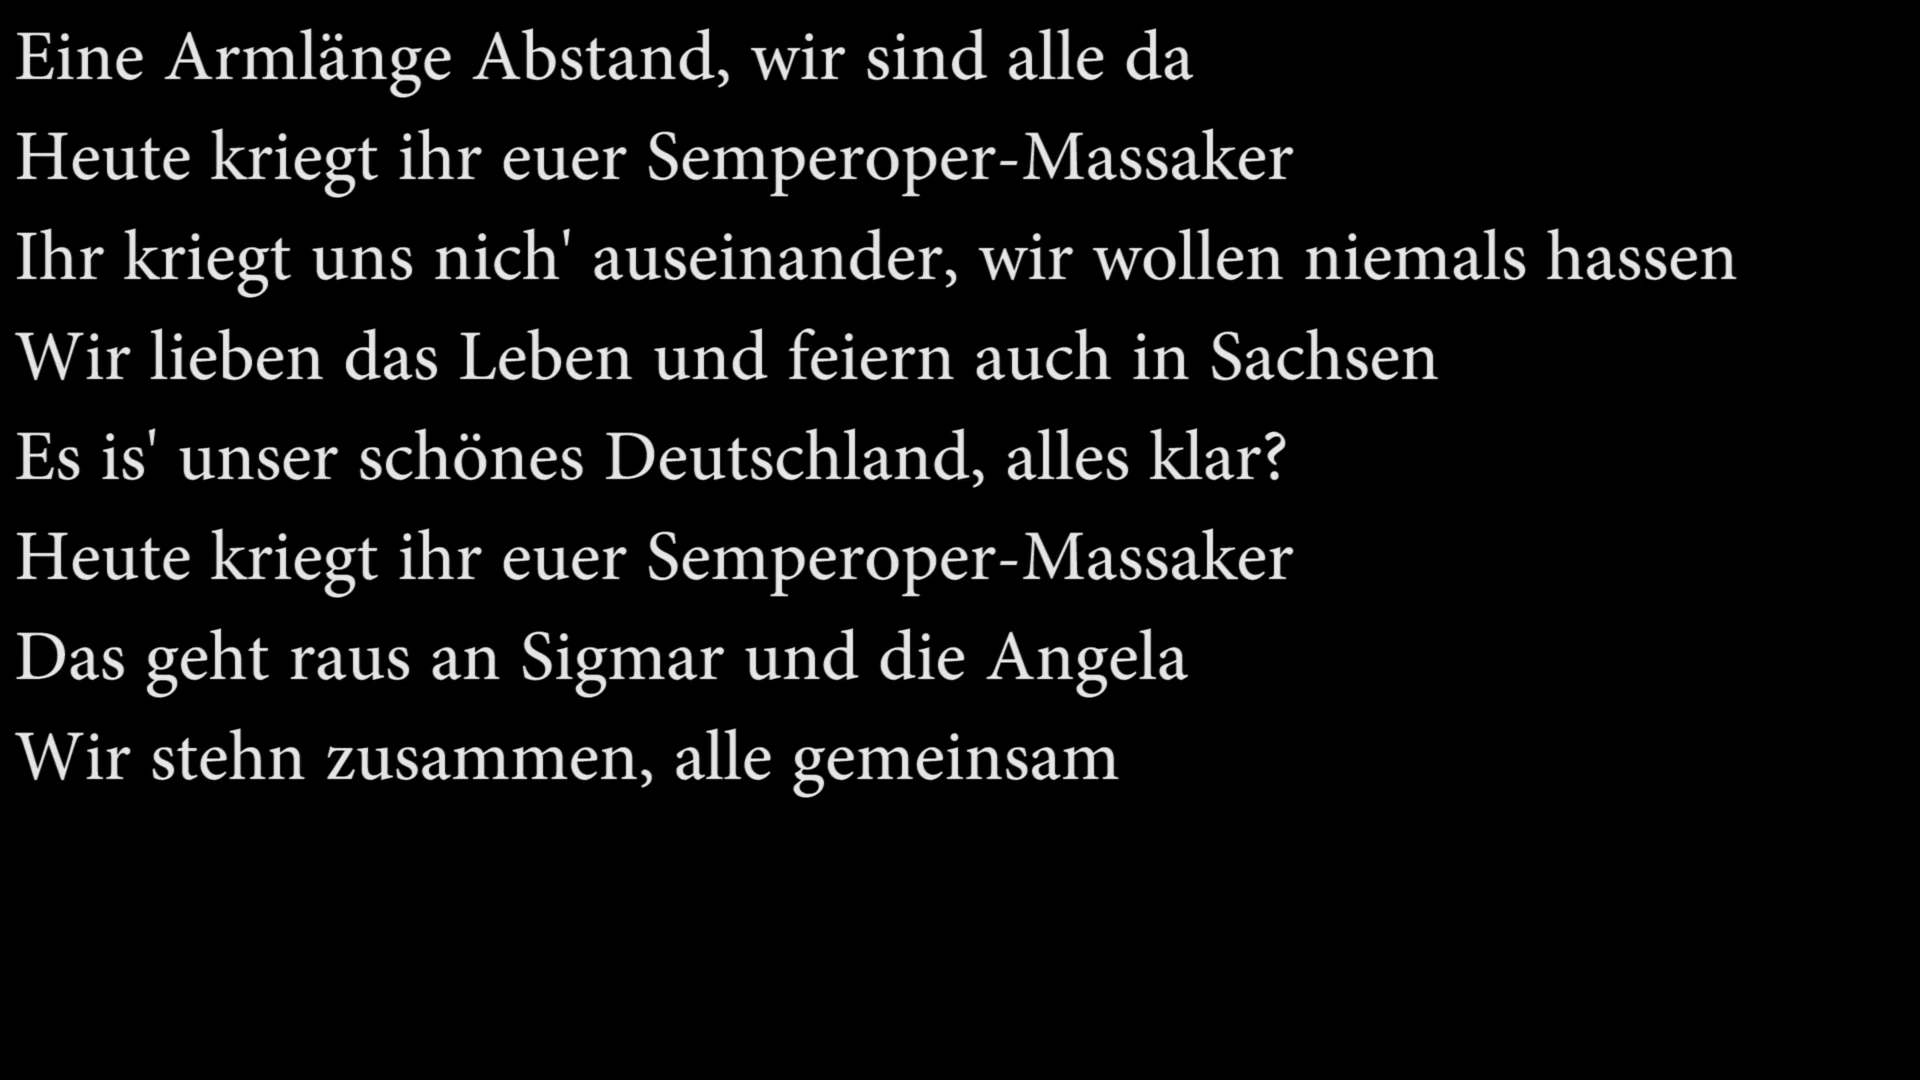 Eine Armlänge Abstand, wir sind alle da
Heute kriegt ihr euer Semperoper-Massaker
Ihr kriegt uns nich' auseinander, wir wollen niemals hassen
Wir lieben das Leben und feiern auch in Sachsen
Es is' unser schönes Deutschland, alles klar?
Heute kriegt ihr euer Semperoper-Massaker
Das geht raus an Sigmar und die Angela
Wir stehn zusammen, alle gemeinsam